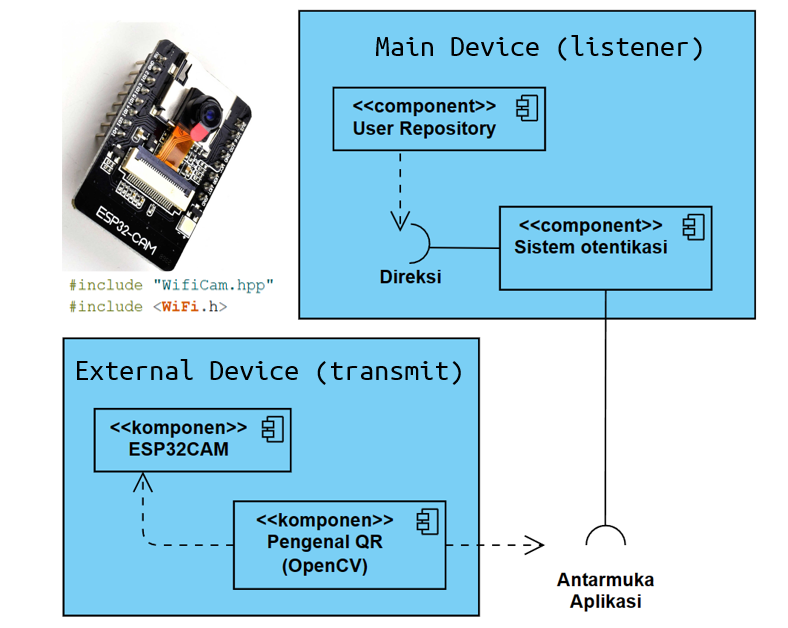 Main Device (listener)
<<component>>
User Repository
<<component>>
Sistem otentikasi
Direksi
ESP32-CAM
#include "WifiCam.hpp"
#include <WiFi.h>
External Device (transmit)
<<komponen>>
ESP32CAM
<<komponen>>
Pengenal QR
(OpenCV)
Antarmuka
Aplikasi